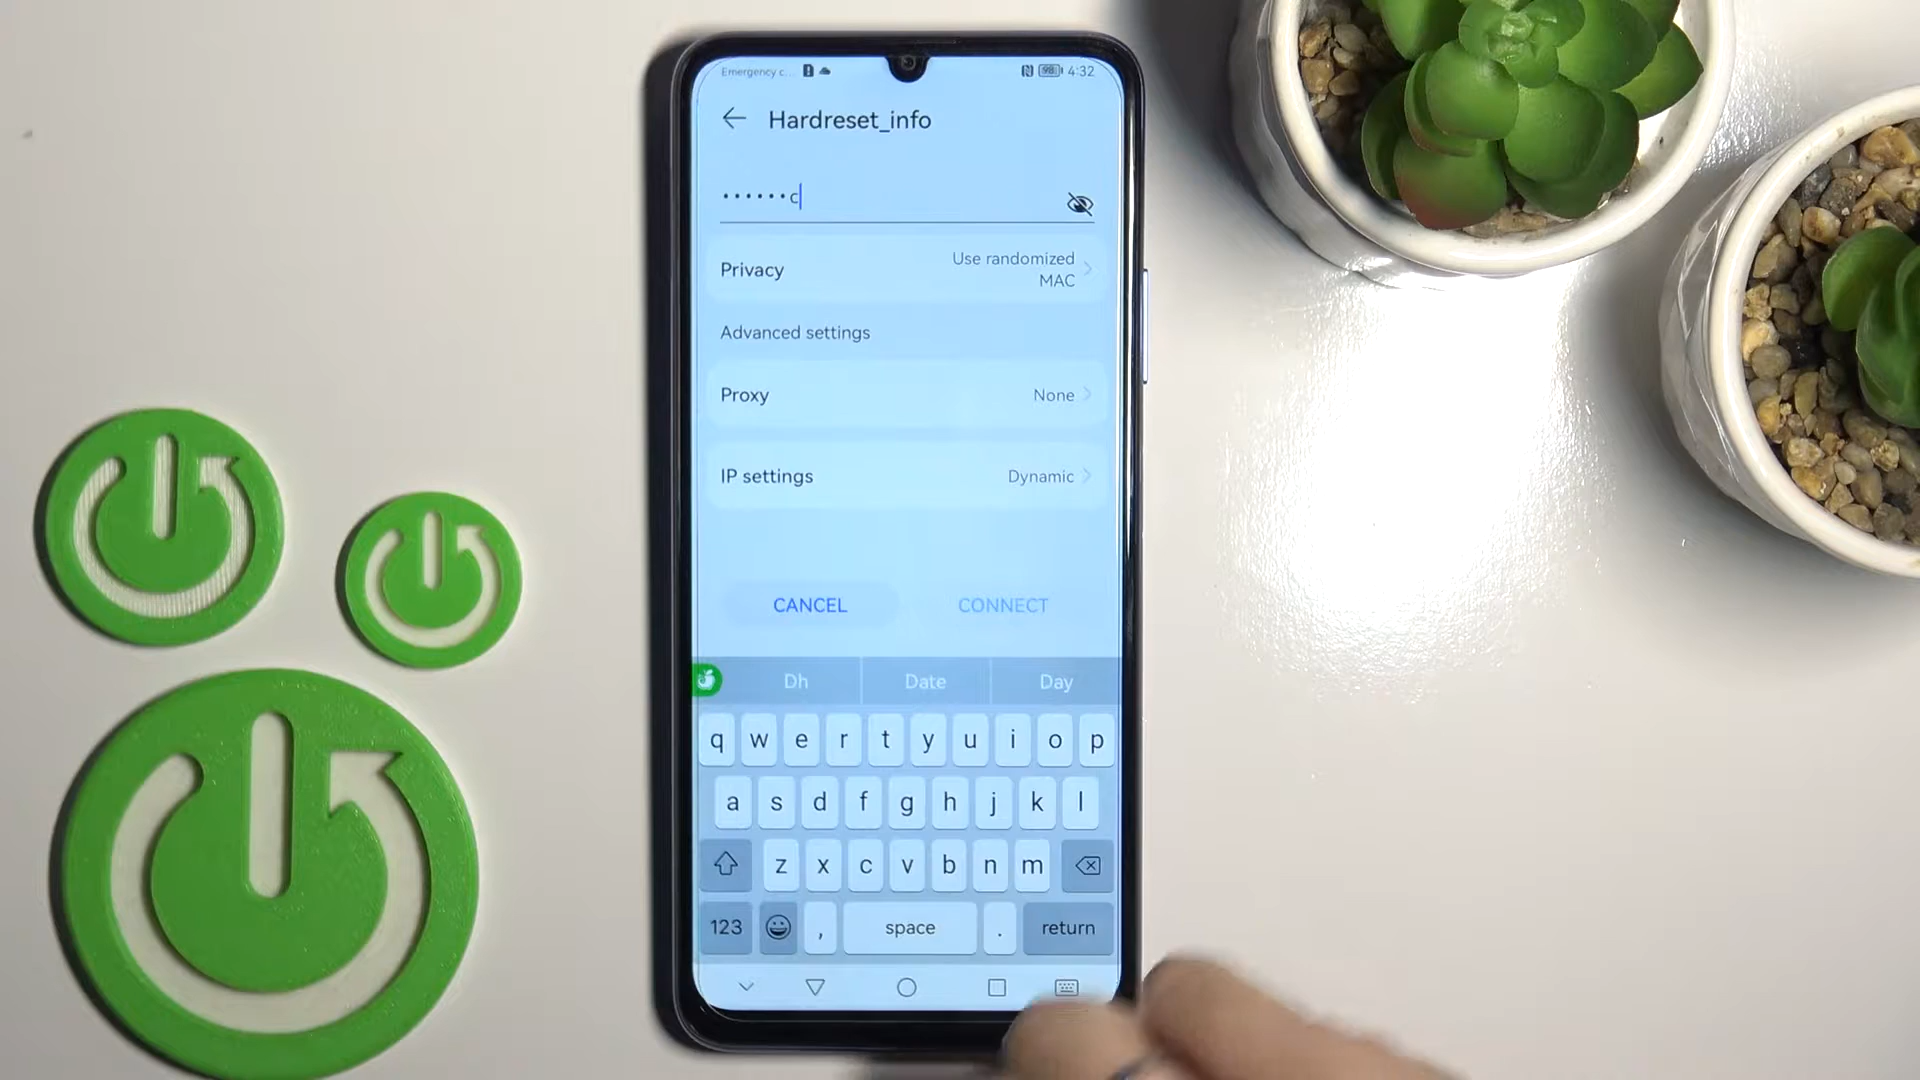 Emergency c... 98 4:32
Hardreset_info
••••••c
Privacy Use randomized MAC
Advanced settings
Proxy None
IP settings Dynamic
CANCEL CONNECT
Dh Date Day
q w e r t y u i o p
a s d f g h j k l
z x c v b n m
123 , space . return